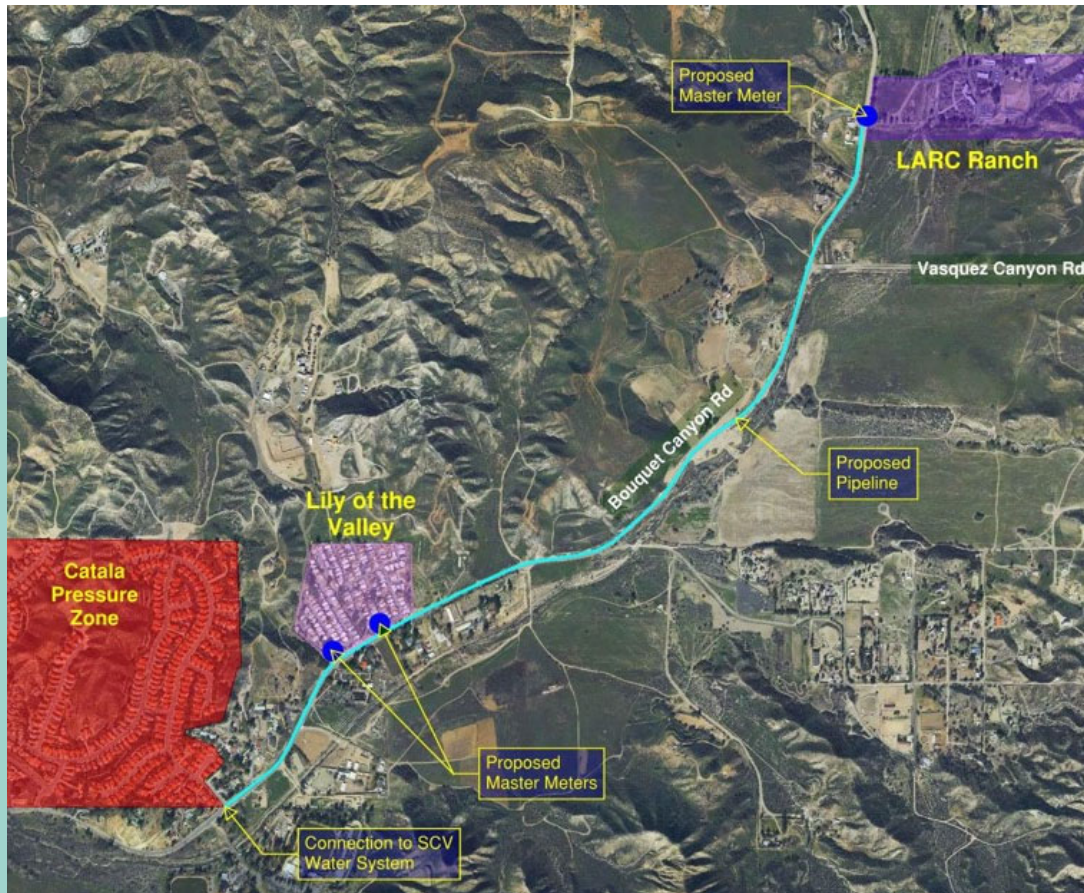 Proposed
Master Meter
LARC Ranch
Vasquez Canyon Rd
Bouquet Canyon Rd
Proposed
Pipeline
Lily of the
Valley
Catala
Pressure
Zone
Proposed
Master Meters
Connection to SCV
Water System